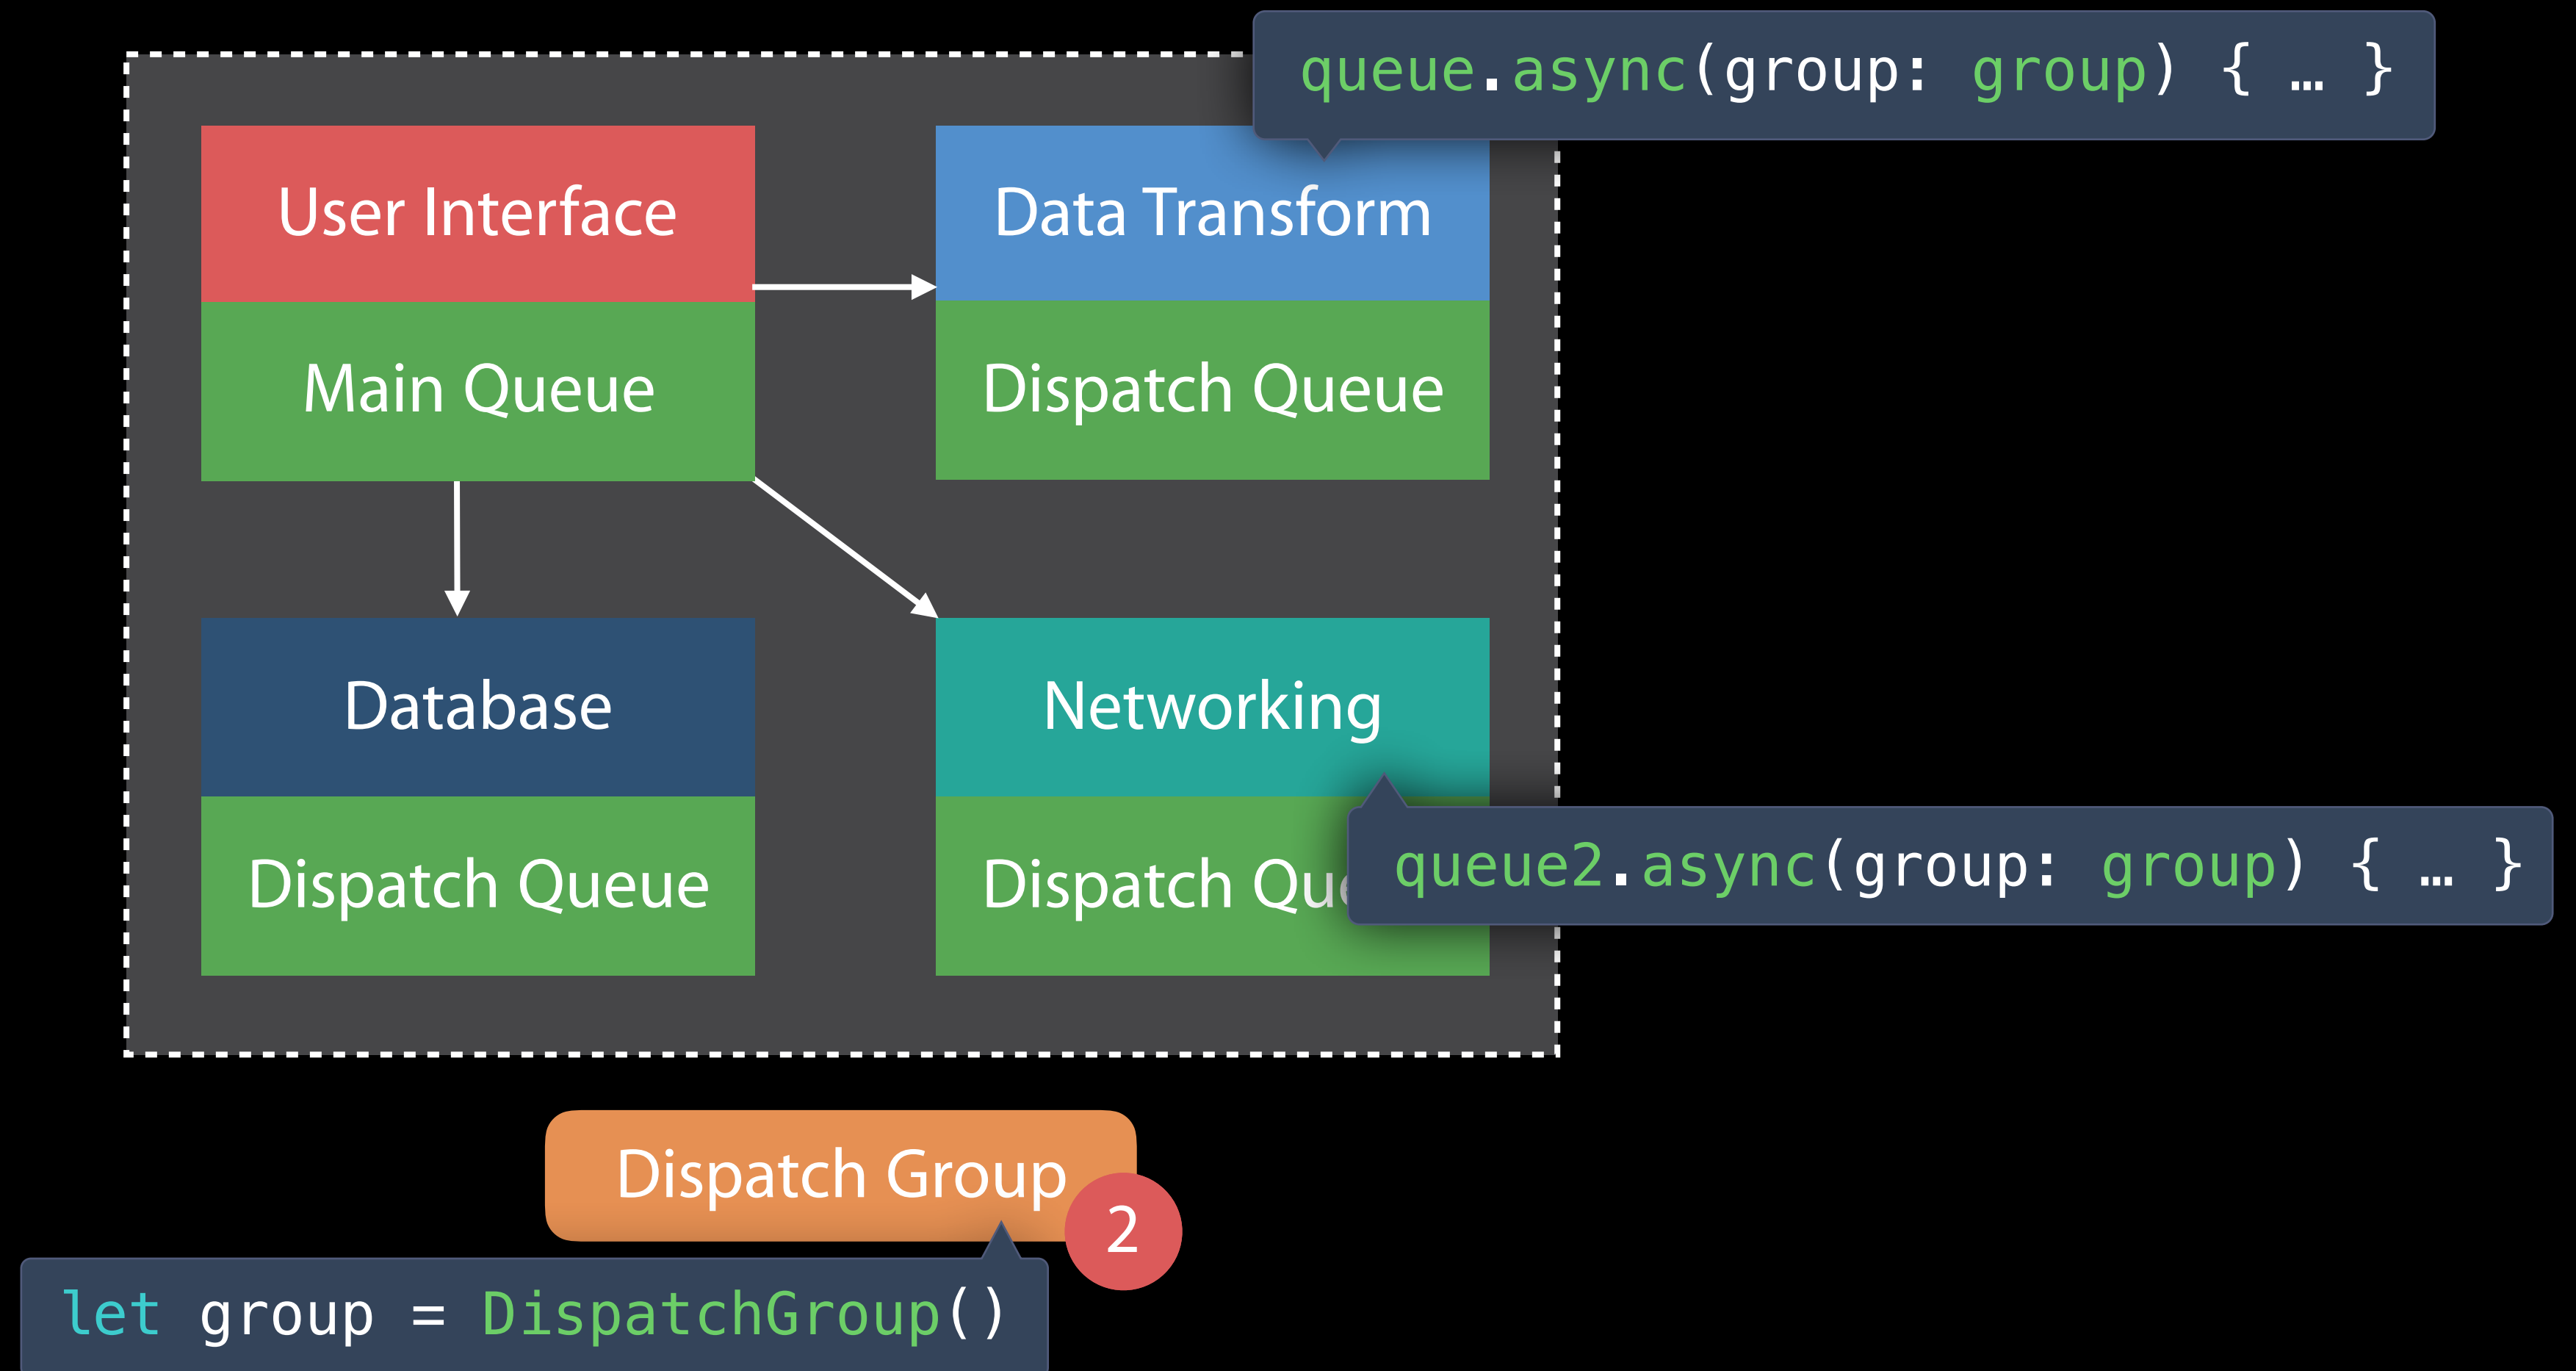 queue.async(group: group) { … }
User Interface
Data Transform
Main Queue
Dispatch Queue
Database
Networking
queue2.async(group: group) { … }
Dispatch Queue
Dispatch
Dispatch Group
2
let group = DispatchGroup()